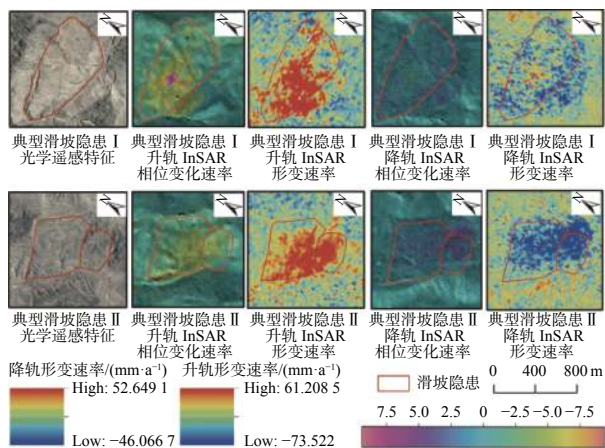 N N N N N
典型滑坡隐患 I 典型滑坡隐患 I 典型滑坡隐患 I 典型滑坡隐患 I 典型滑坡隐患 I
光学遥感特征 升轨 InSAR 升轨 InSAR 降轨 InSAR 降轨 InSAR
相位变化速率 形变速率 相位变化速率 形变速率
N N N N N
典型滑坡隐患 II 典型滑坡隐患 II 典型滑坡隐患 II 典型滑坡隐患 II 典型滑坡隐患 II
光学遥感特征 升轨 InSAR 升轨 InSAR 降轨 InSAR 降轨 InSAR
相位变化速率 形变速率 相位变化速率 形变速率
降轨形变速率/(mm·a⁻¹) 升轨形变速率/(mm·a⁻¹) 滑坡隐患 0 400 800 m
High: 52.649 1 High: 61.208 5
Low: −46.066 7 Low: −73.522
7.5 5.0 2.5 0 −2.5 −5.0 −7.5